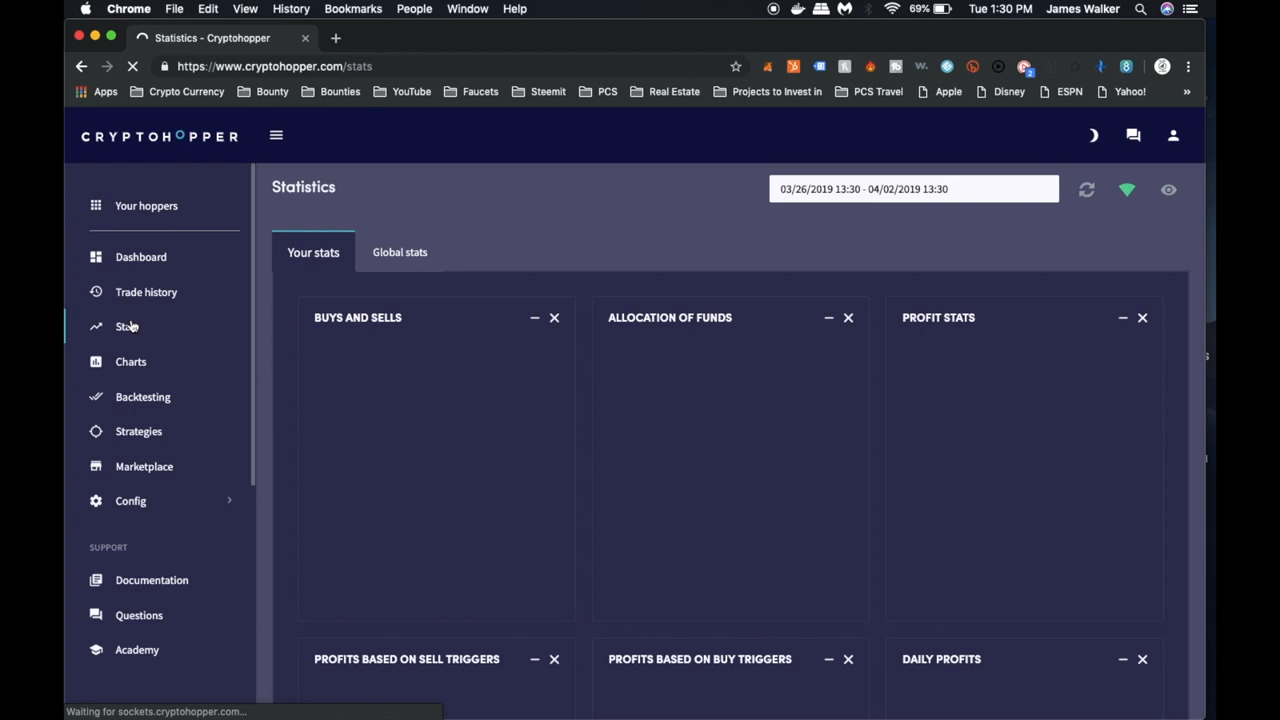 Chrome File Edit View History Bookmarks People Window Help 69% Tue 1:30 PM James Walker
Statistics - Cryptohopper
https://www.cryptohopper.com/stats
Apps Crypto Currency Bounty Bounties YouTube Faucets Steemit PCS Real Estate Projects to Invest in PCS Travel Apple Disney ESPN Yahoo! »
CRYPTOHOPPER
Statistics
03/26/2019 13:30 - 04/02/2019 13:30
Your hoppers
Dashboard
Trade history
Charts
Backtesting
Strategies
Marketplace
Config
SUPPORT
Documentation
Questions
Academy
Your stats Global stats
BUYS AND SELLS
ALLOCATION OF FUNDS
PROFIT STATS
PROFITS BASED ON SELL TRIGGERS
PROFITS BASED ON BUY TRIGGERS
DAILY PROFITS
Waiting for sockets.cryptohopper.com...